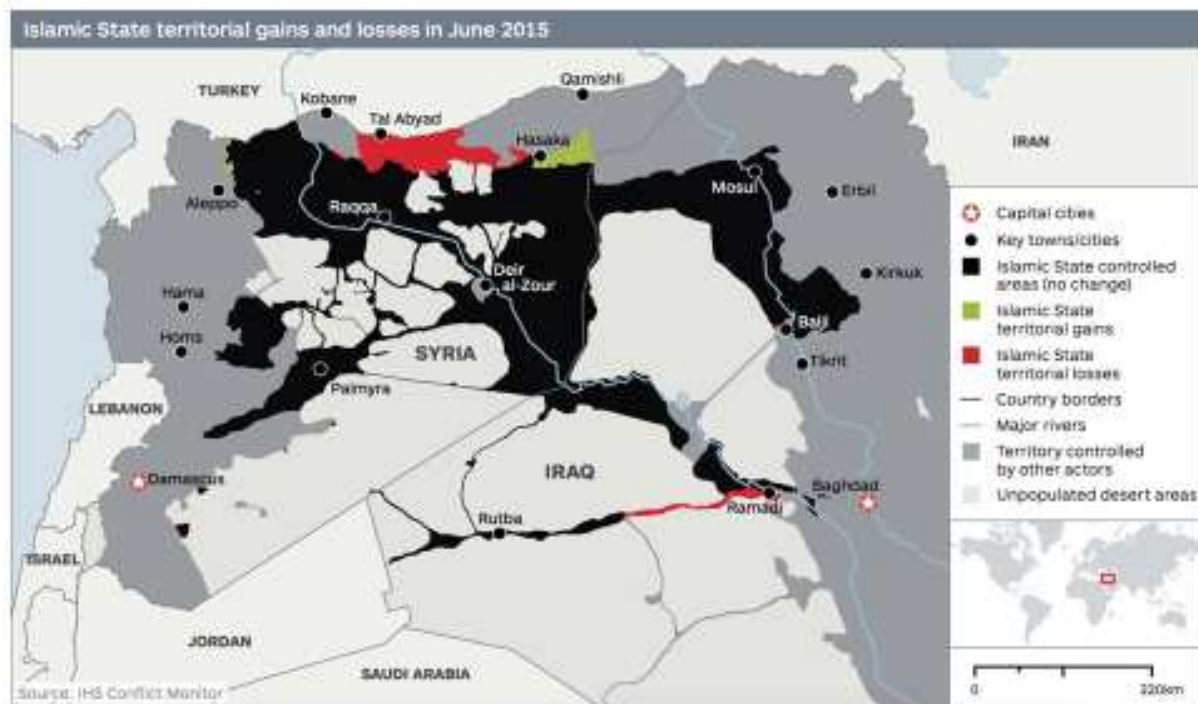 Islamic State territorial gains and losses in June 2015
TURKEY
Qamishli
Kobane
Tal Abyad
Hasaka
IRAN
Mosul
Erbil
Aleppo
Raqqa
Deir
al-Zour
Kirkuk
Hama
Baiji
Homs
SYRIA
Tikrit
Palmyra
LEBANON
IRAQ
Damascus
Baghdad
Ramadi
Rutba
ISRAEL
JORDAN
SAUDI ARABIA
Source: IHS Conflict Monitor
Capital cities
Key towns/cities
Islamic State controlled
areas (no change)
Islamic State
territorial gains
Islamic State
territorial losses
Country borders
Major rivers
Territory controlled
by other actors
Unpopulated desert areas
0
220km